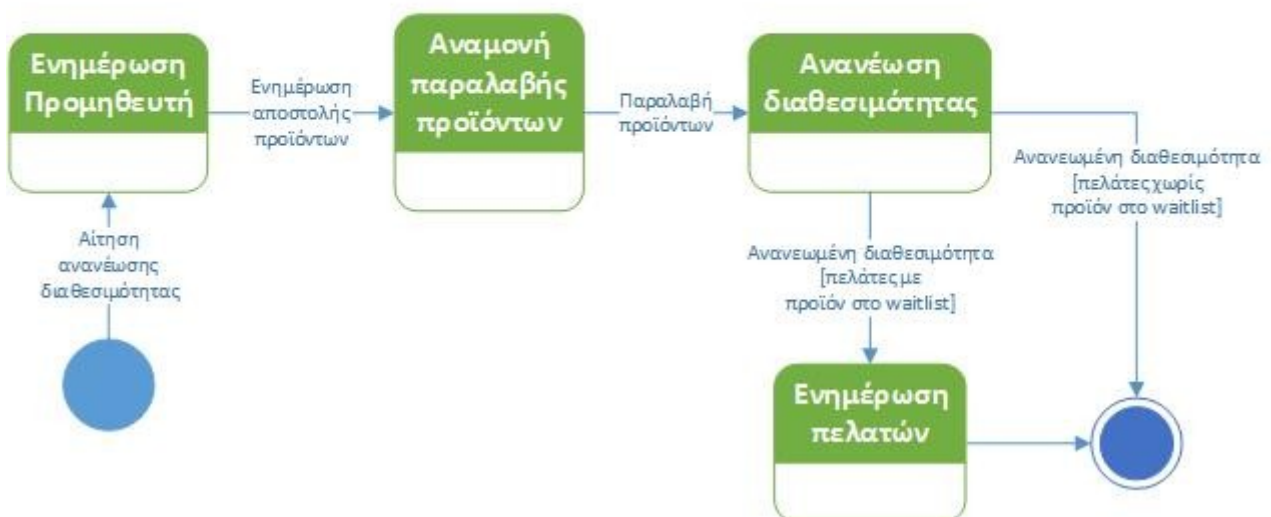 Ενημέρωση
Προμηθευτή
Ενημέρωση
αποστολής
προϊόντων
Αναμονή
παραλαβής
προϊόντων
Παραλαβή
προϊόντων
Ανανέωση
διαθεσιμότητας
Ανανεωμένη διαθεσιμότητα
[πελάτες χωρίς
προϊόν στο waitlist]
Αίτηση
ανανέωσης
διαθεσιμότητας
Ανανεωμένη διαθεσιμότητα
[πελάτες με
προϊόν στο waitlist]
Ενημέρωση
πελατών